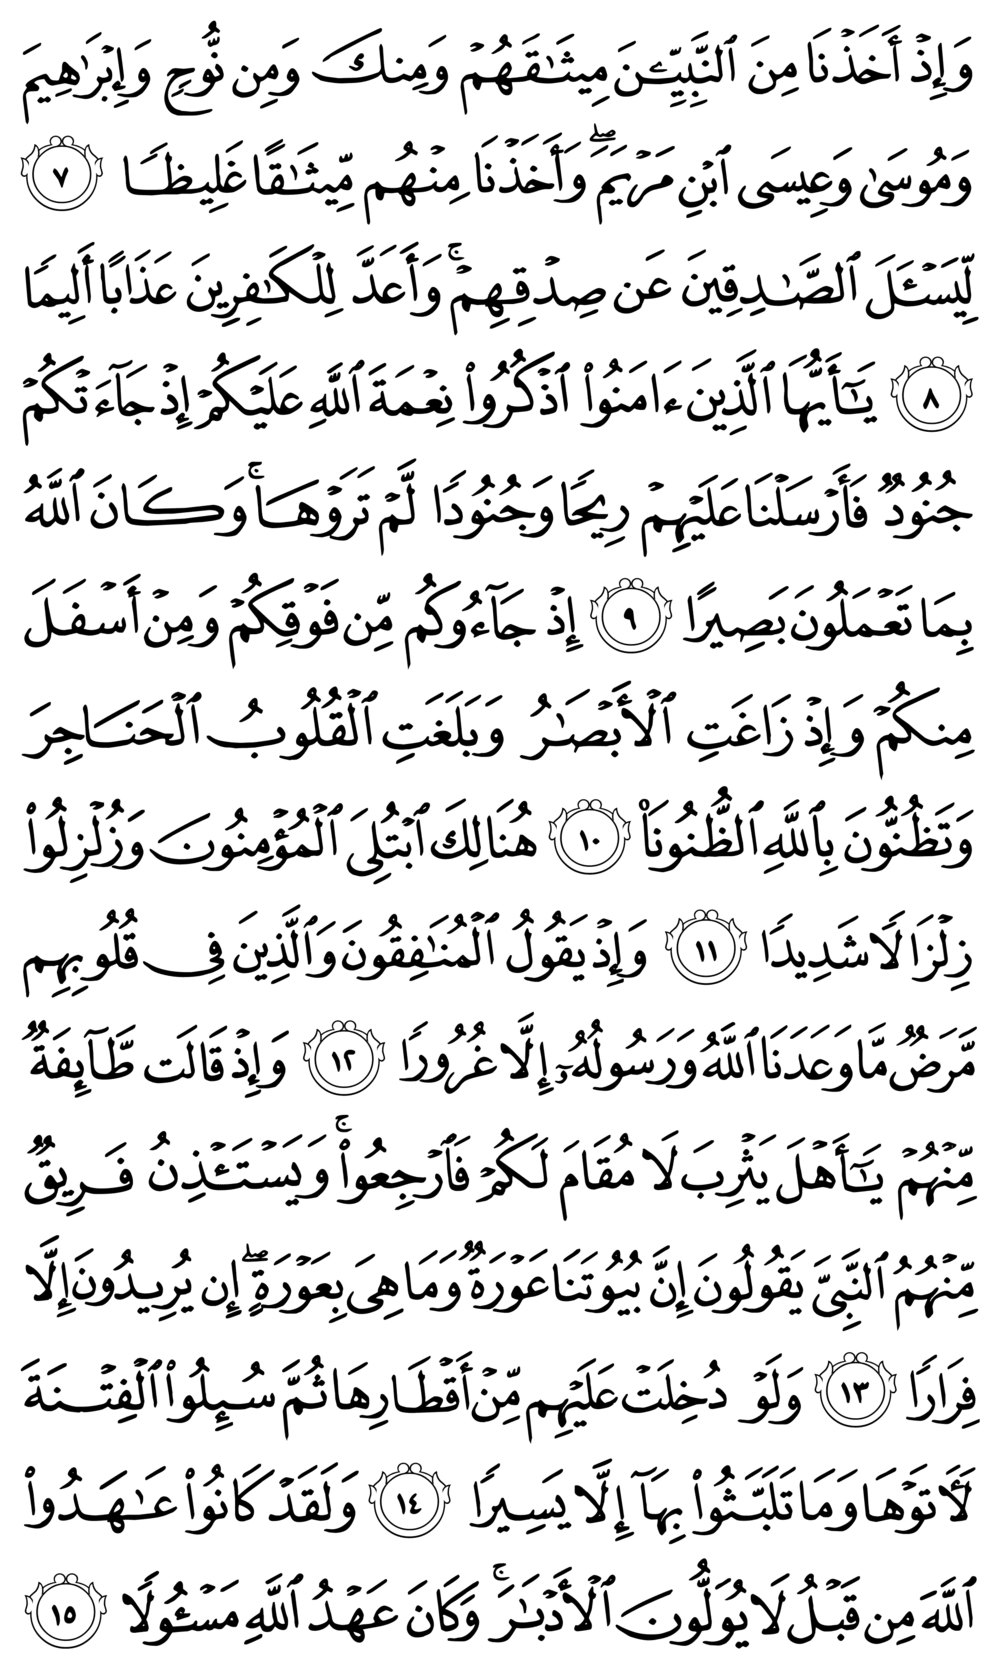 وَإِذۡ أَخَذۡنَا مِنَ ٱلنَّبِيِّـۧنَ مِيثَٰقَهُمۡ وَمِنكَ وَمِن نُّوحٖ وَإِبۡرَٰهِيمَ
وَمُوسَىٰ وَعِيسَى ٱبۡنِ مَرۡيَمَۖ وَأَخَذۡنَا مِنۡهُم مِّيثَٰقًا غَلِيظٗا ٧
لِّيَسۡـَٔلَ ٱلصَّٰدِقِينَ عَن صِدۡقِهِمۡۚ وَأَعَدَّ لِلۡكَٰفِرِينَ عَذَابًا أَلِيمٗا
٨ يَٰٓأَيُّهَا ٱلَّذِينَ ءَامَنُواْ ٱذۡكُرُواْ نِعۡمَةَ ٱللَّهِ عَلَيۡكُمۡ إِذۡ جَآءَتۡكُمۡ
جُنُودٞ فَأَرۡسَلۡنَا عَلَيۡهِمۡ رِيحٗا وَجُنُودٗا لَّمۡ تَرَوۡهَاۚ وَكَانَ ٱللَّهُ
بِمَا تَعۡمَلُونَ بَصِيرًا ٩ إِذۡ جَآءُوكُم مِّن فَوۡقِكُمۡ وَمِنۡ أَسۡفَلَ
مِنكُمۡ وَإِذۡ زَاغَتِ ٱلۡأَبۡصَٰرُ وَبَلَغَتِ ٱلۡقُلُوبُ ٱلۡحَنَاجِرَ
وَتَظُنُّونَ بِٱللَّهِ ٱلظُّنُونَا۠ ١٠ هُنَالِكَ ٱبۡتُلِيَ ٱلۡمُؤۡمِنُونَ وَزُلۡزِلُواْ
زِلۡزَالٗا شَدِيدٗا ١١ وَإِذۡ يَقُولُ ٱلۡمُنَٰفِقُونَ وَٱلَّذِينَ فِي قُلُوبِهِم
مَّرَضٞ مَّا وَعَدَنَا ٱللَّهُ وَرَسُولُهُۥٓ إِلَّا غُرُورٗا ١٢ وَإِذۡ قَالَت طَّآئِفَةٞ
مِّنۡهُمۡ يَٰٓأَهۡلَ يَثۡرِبَ لَا مُقَامَ لَكُمۡ فَٱرۡجِعُواْۚ وَيَسۡتَـٔۡذِنُ فَرِيقٞ
مِّنۡهُمُ ٱلنَّبِيَّ يَقُولُونَ إِنَّ بُيُوتَنَا عَوۡرَةٞ وَمَا هِيَ بِعَوۡرَةٍۖ إِن يُرِيدُونَ إِلَّا
فِرَارٗا ١٣ وَلَوۡ دُخِلَتۡ عَلَيۡهِم مِّنۡ أَقۡطَارِهَا ثُمَّ سُئِلُواْ ٱلۡفِتۡنَةَ
لَأٓتَوۡهَا وَمَا تَلَبَّثُواْ بِهَآ إِلَّا يَسِيرٗا ١٤ وَلَقَدۡ كَانُواْ عَٰهَدُواْ
ٱللَّهَ مِن قَبۡلُ لَا يُوَلُّونَ ٱلۡأَدۡبَٰرَۚ وَكَانَ عَهۡدُ ٱللَّهِ مَسۡـُٔولٗا ١٥